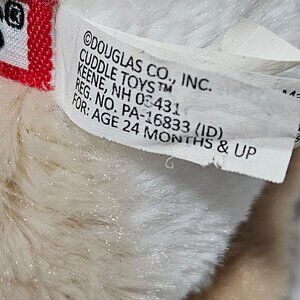 ®
©DOUGLAS CO., INC.
CUDDLE TOYS™
KEENE, NH 03431
REG. NO. PA-16833 (ID)
FOR: AGE 24 MONTHS & UP